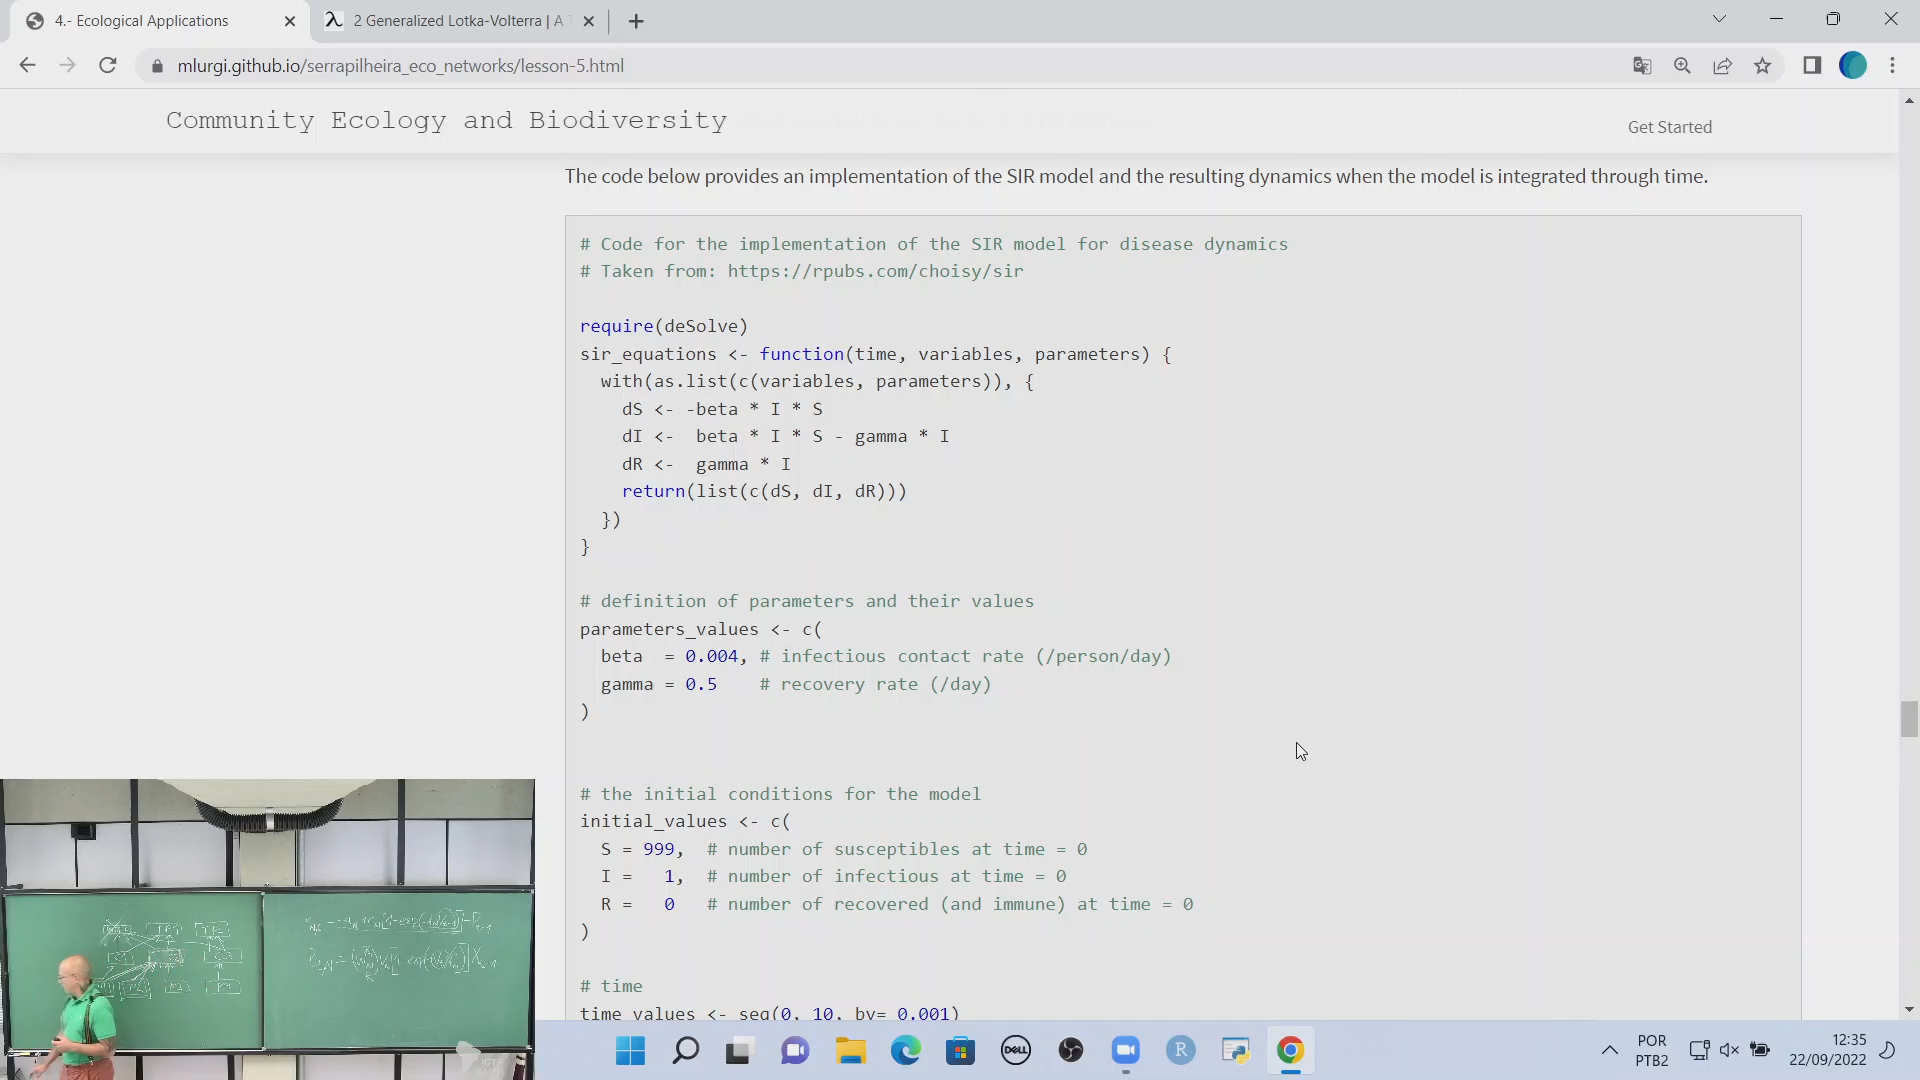 4.- Ecological Applications
2 Generalized Lotka-Volterra | A T
mlurgi.github.io/serrapilheira_eco_networks/lesson-5.html
Community Ecology and Biodiversity
Get Started
The code below provides an implementation of the SIR model and the resulting dynamics when the model is integrated through time.
# Code for the implementation of the SIR model for disease dynamics
# Taken from: https://rpubs.com/choisy/sir
require(deSolve)
sir_equations <- function(time, variables, parameters) {
with(as.list(c(variables, parameters)), {
dS <- -beta * I * S
dI <-  beta * I * S - gamma * I
dR <-  gamma * I
return(list(c(dS, dI, dR)))
})
}
# definition of parameters and their values
parameters_values <- c(
beta  = 0.004, # infectious contact rate (/person/day)
gamma = 0.5    # recovery rate (/day)
)
# the initial conditions for the model
initial_values <- c(
S = 999,  # number of susceptibles at time = 0
I =   1,  # number of infectious at time = 0
R =   0   # number of recovered (and immune) at time = 0
)
# time
time_values <- seq(0, 10, by= 0.001)
DELL
R
POR
PTB2
12:35
22/09/2022